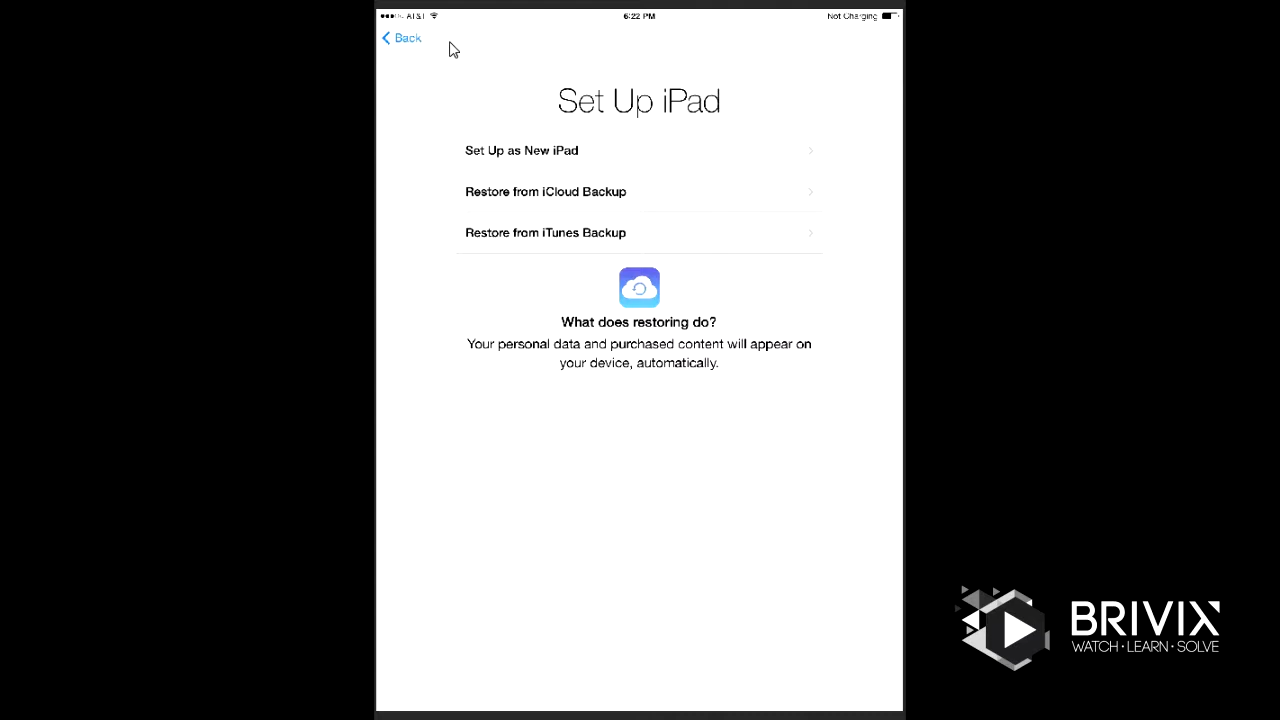 AT&T 6:22 PM Not Charging
Back
Set Up iPad
Set Up as New iPad
Restore from iCloud Backup
Restore from iTunes Backup
What does restoring do?
Your personal data and purchased content will appear on
your device, automatically.
BRIVIX
WATCH · LEARN · SOLVE